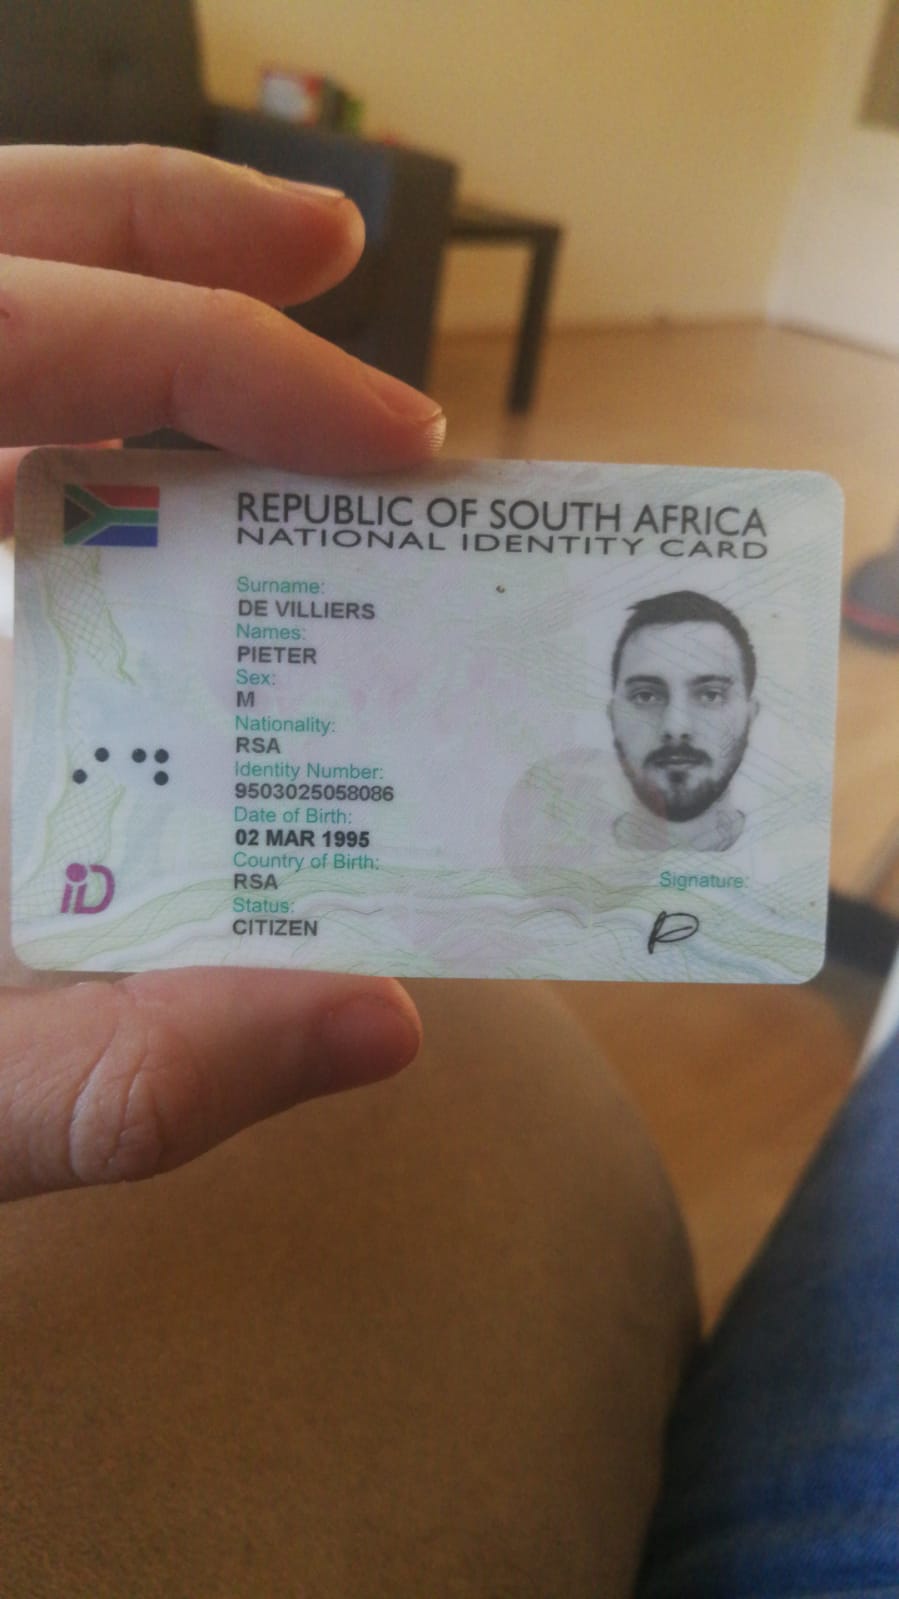 REPUBLIC OF SOUTH AFRICA
NATIONAL IDENTITY CARD
Surname:
DE VILLIERS
Names:
PIETER
Sex:
M
Nationality:
RSA
Identity Number:
9503025058086
Date of Birth:
02 MAR 1995
Country of Birth:
RSA
Status:
CITIZEN
Signature:
iD